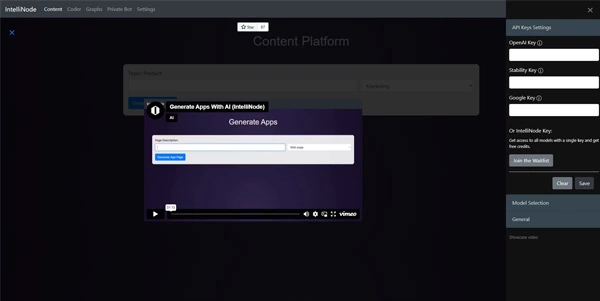 IntelliNode Content Coder Graphs Private Bot Settings
Star 87
Content Platform
Topic/ Product
Marketing
Generate Apps With AI (IntelliNode)
AI
Generate Apps
Page Description:
Web page
Generate App Page
01:13
vimeo
API Keys Settings
OpenAI Key
Stability Key
Google Key
Or IntelliNode Key:
Get access to all models with a single key and get
free credits.
Join the Waitlist
Clear Save
Model Selection
General
Showcase video